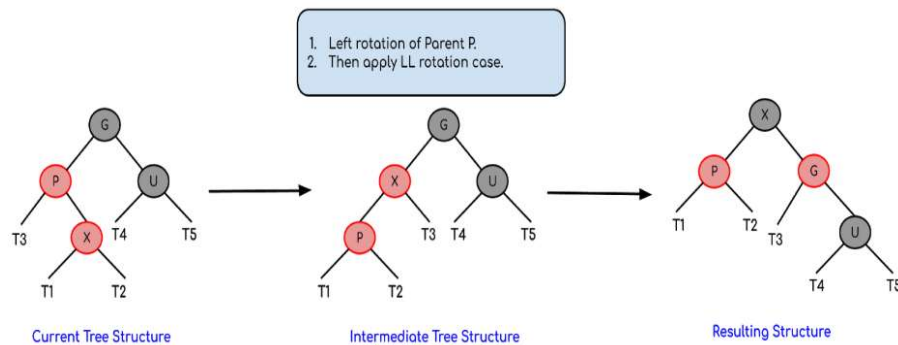 1. Left rotation of Parent P.
2. Then apply LL rotation case.
G
P
U
T3
X
T4
T5
T1
T2
Current Tree Structure
G
X
U
P
T3
T4
T5
T1
T2
Intermediate Tree Structure
X
P
G
T1
T2
T3
U
T4
T5
Resulting Structure